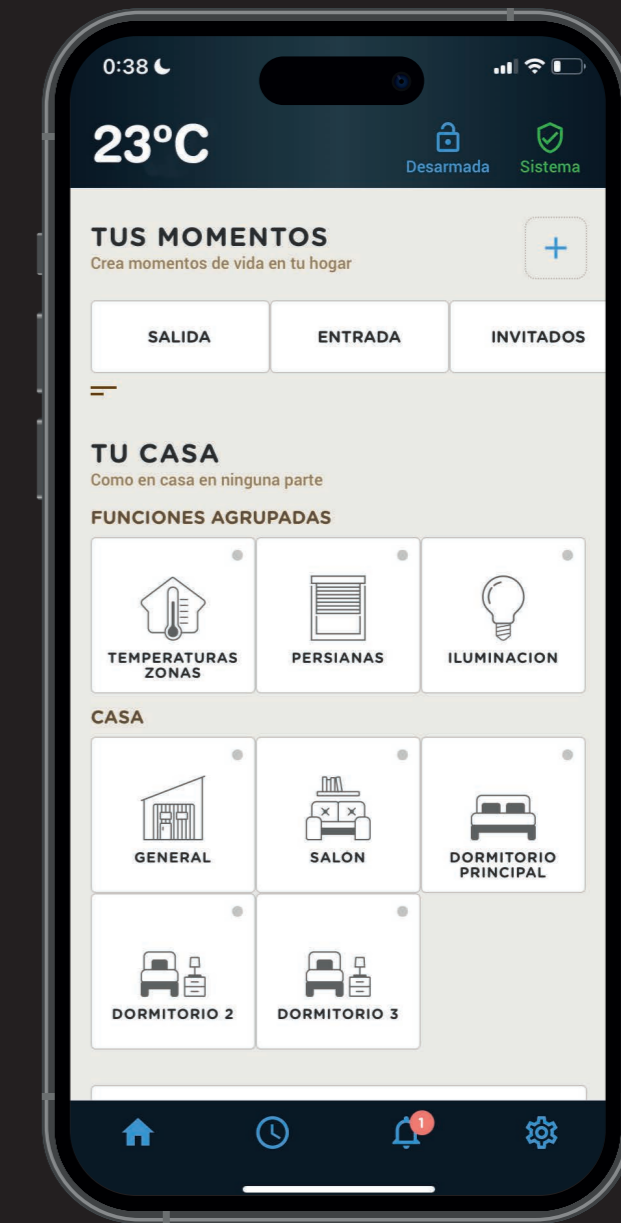 0:38
23°C
Desarmada
Sistema
TUS MOMENTOS
Crea momentos de vida en tu hogar
SALIDA
ENTRADA
INVITADOS
TU CASA
Como en casa en ninguna parte
FUNCIONES AGRUPADAS
TEMPERATURAS
ZONAS
PERSIANAS
ILUMINACION
CASA
GENERAL
SALÓN
DORMITORIO
PRINCIPAL
DORMITORIO 2
DORMITORIO 3
1